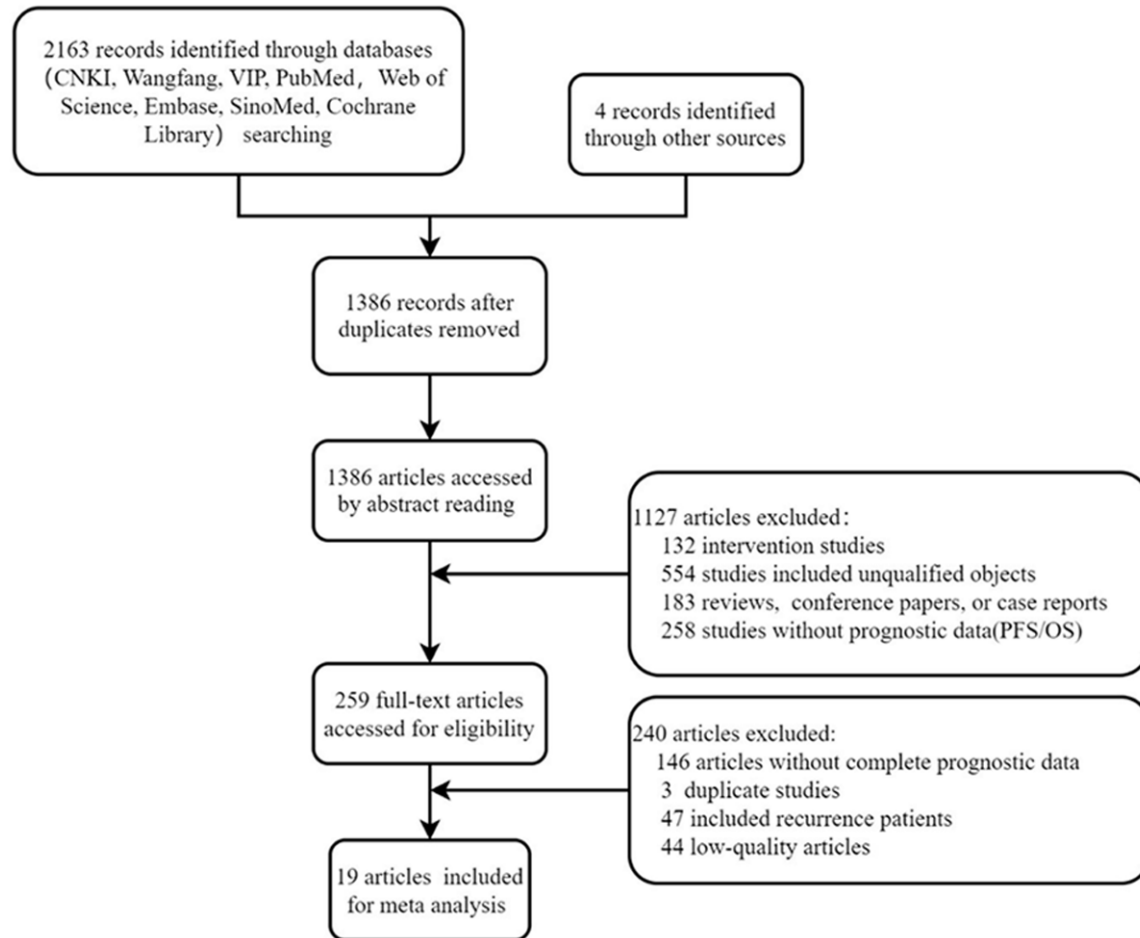 2163 records identified through databases
（CNKI, Wangfang, VIP, PubMed， Web of
Science, Embase, SinoMed, Cochrane
Library） searching
4 records identified
through other sources
1386 records after
duplicates removed
1386 articles accessed
by abstract reading
1127 articles excluded：
132 intervention studies
554 studies included unqualified objects
183 reviews, conference papers, or case reports
258 studies without prognostic data(PFS/OS)
259 full-text articles
accessed for eligibility
240 articles excluded:
146 articles without complete prognostic data
3 duplicate studies
47 included recurrence patients
44 low-quality articles
19 articles included
for meta analysis